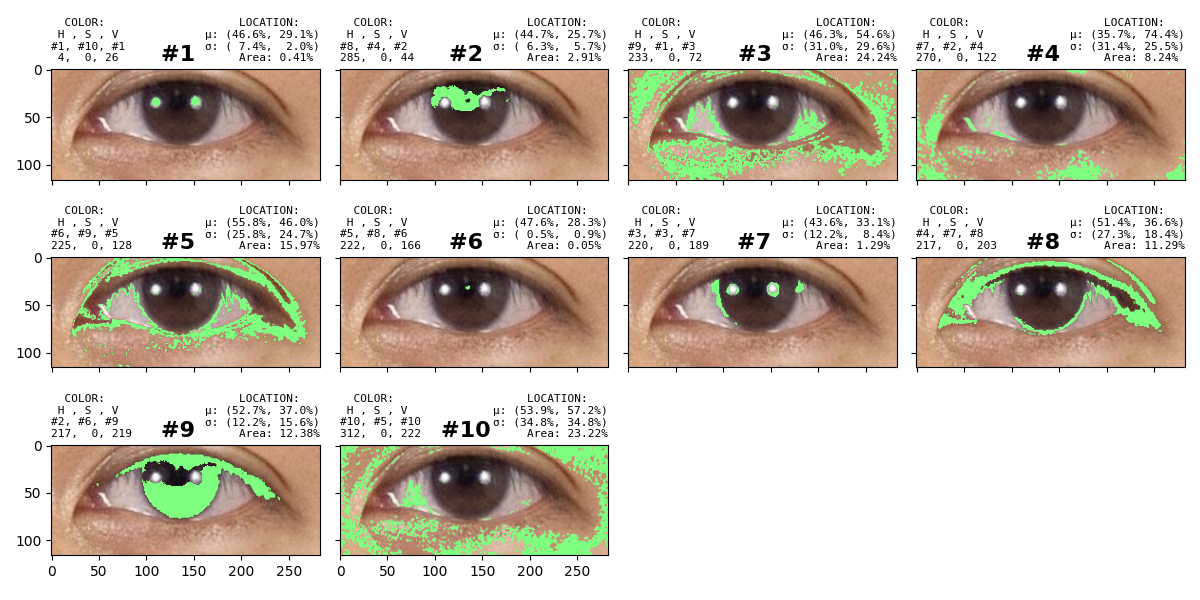 COLOR: LOCATION:
H , S , V μ: (46.6%, 29.1%)
#1, #10, #1 #1 σ: ( 7.4%, 2.0%)
4, 0, 26 Area: 0.41%
COLOR: LOCATION:
H , S , V μ: (44.7%, 25.7%)
#8, #4, #2 #2 σ: ( 6.3%, 5.7%)
285, 0, 44 Area: 2.91%
COLOR: LOCATION:
H , S , V μ: (46.3%, 54.6%)
#9, #1, #3 #3 σ: (31.0%, 29.6%)
233, 0, 72 Area: 24.24%
COLOR: LOCATION:
H , S , V μ: (35.7%, 74.4%)
#7, #2, #4 #4 σ: (31.4%, 25.5%)
270, 0, 122 Area: 8.24%
0
50
100
COLOR: LOCATION:
H , S , V μ: (55.8%, 46.0%)
#6, #9, #5 #5 σ: (25.8%, 24.7%)
225, 0, 128 Area: 15.97%
COLOR: LOCATION:
H , S , V μ: (47.6%, 28.3%)
#5, #8, #6 #6 σ: ( 0.5%, 0.9%)
222, 0, 166 Area: 0.05%
COLOR: LOCATION:
H , S , V μ: (43.6%, 33.1%)
#3, #3, #7 #7 σ: (12.2%, 8.4%)
220, 0, 189 Area: 1.29%
COLOR: LOCATION:
H , S , V μ: (51.4%, 36.6%)
#4, #7, #8 #8 σ: (27.3%, 18.4%)
217, 0, 203 Area: 11.29%
0
50
100
COLOR: LOCATION:
H , S , V μ: (52.7%, 37.0%)
#2, #6, #9 #9 σ: (12.2%, 15.6%)
217, 0, 219 Area: 12.38%
COLOR: LOCATION:
H , S , V μ: (53.9%, 57.2%)
#10, #5, #10 #10 σ: (34.8%, 34.8%)
312, 0, 222 Area: 23.22%
0
50
100
0 50 100 150 200 250
0 50 100 150 200 250